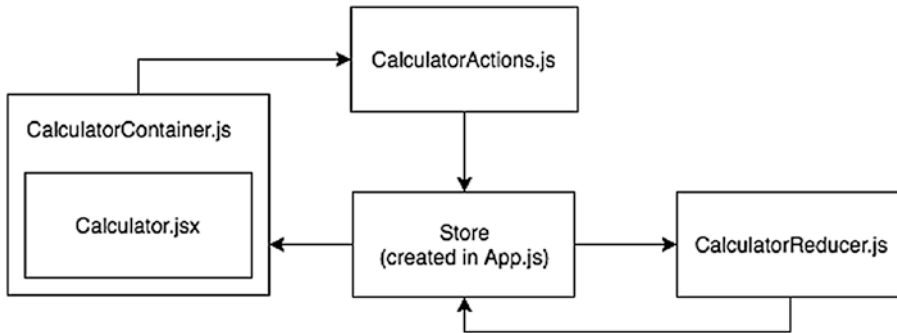 CalculatorActions.js
CalculatorContainer.js
Calculator.jsx
Store
(created in App.js)
CalculatorReducer.js